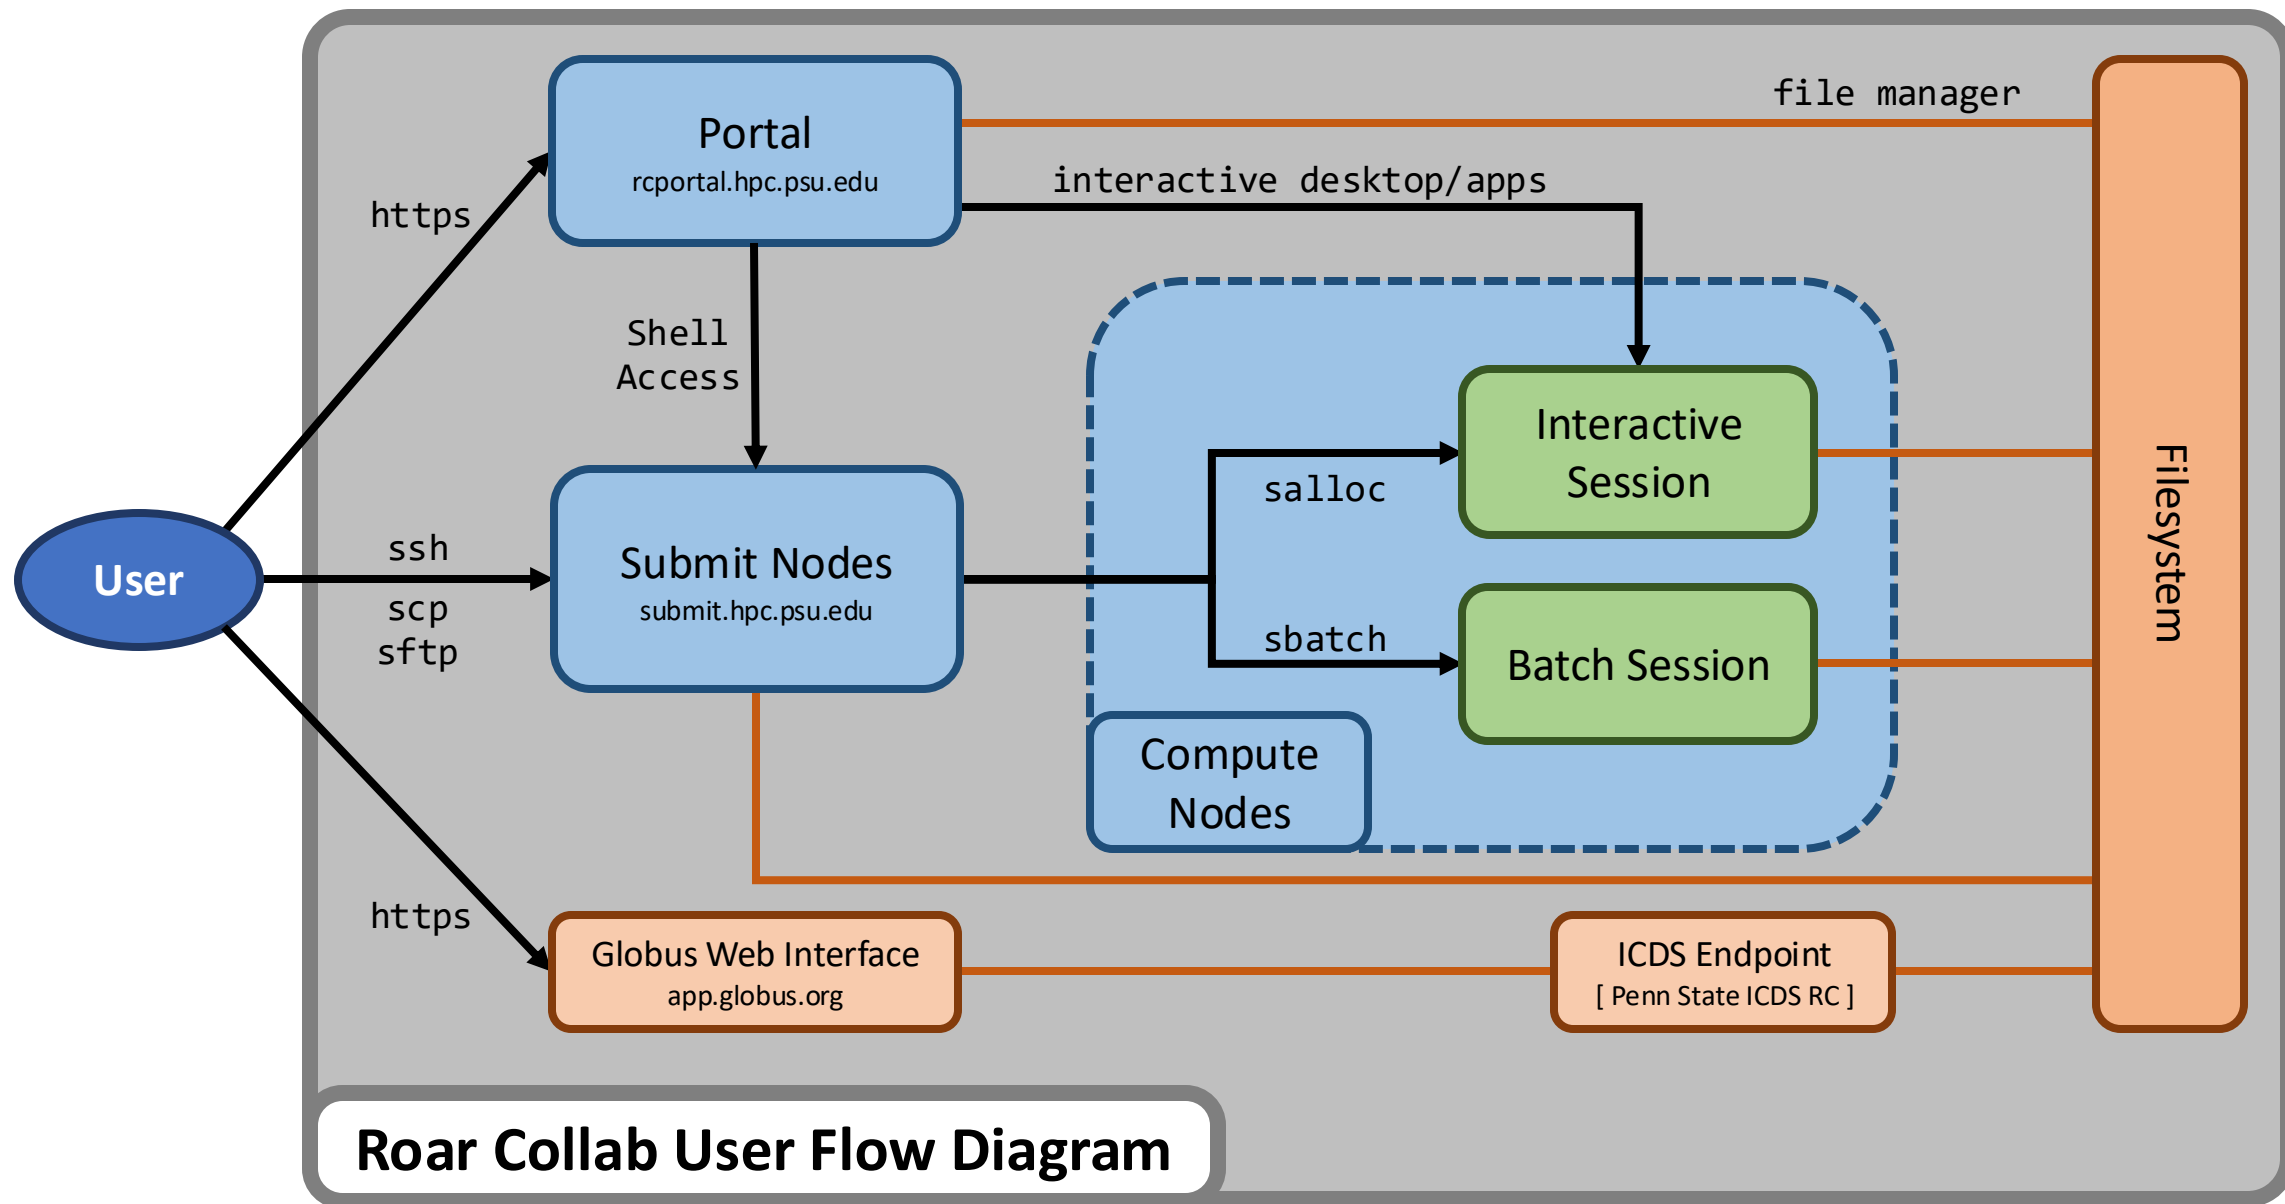 Portal
rcportal.hpc.psu.edu
file manager
interactive desktop/apps
https
Shell
Access
Interactive
Session
salloc
Filesystem
User
ssh
scp
sftp
Submit Nodes
submit.hpc.psu.edu
sbatch
Batch Session
Compute
Nodes
https
Globus Web Interface
app.globus.org
ICDS Endpoint
[ Penn State ICDS RC ]
Roar Collab User Flow Diagram